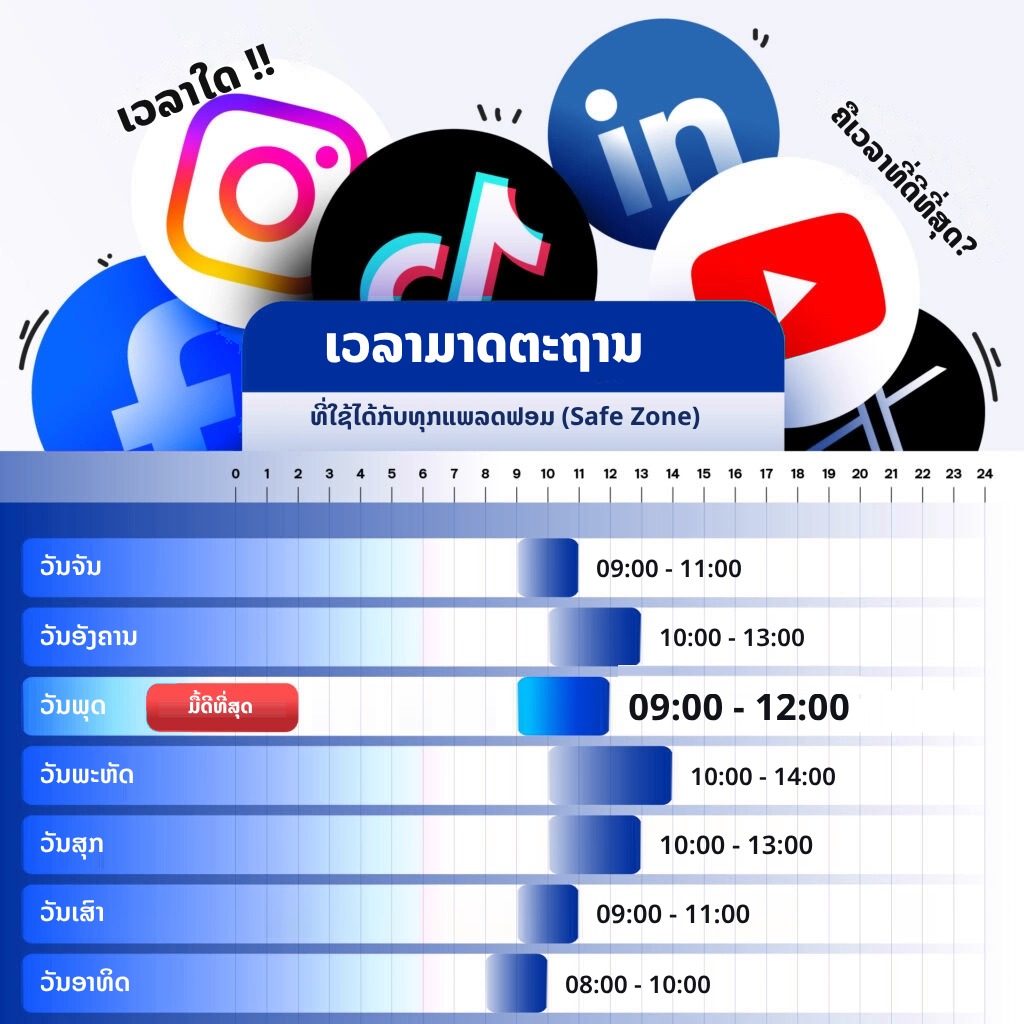 ເວລາໃດ !!
ຄືເວລາທີ່ດີທີ່ສຸດ?
in
ເວລາມາດຕະຖານ
ທີ່ໃຊ້ໄດ້ກັບທຸກແພລດຟອມ (Safe Zone)
0 1 2 3 4 5 6 7 8 9 10 11 12 13 14 15 16 17 18 19 20 21 22 23 24
ວັນຈັນ 09:00 - 11:00
ວັນອັງຄານ 10:00 - 13:00
ວັນພຸດ ມື້ດີທີ່ສຸດ 09:00 - 12:00
ວັນພະຫັດ 10:00 - 14:00
ວັນສຸກ 10:00 - 13:00
ວັນເສົາ 09:00 - 11:00
ວັນອາທິດ 08:00 - 10:00